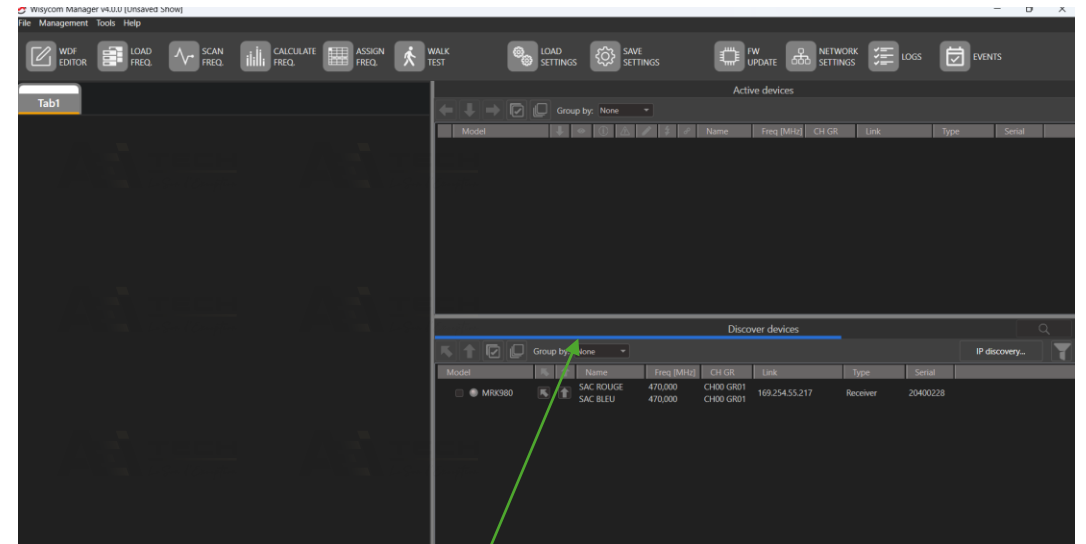 Wisycom Manager v4.0.0 [Unsaved Show]
File Management Tools Help
WDF EDITOR
LOAD FREQ.
SCAN FREQ.
CALCULATE FREQ.
ASSIGN FREQ.
WALK TEST
LOAD SETTINGS
SAVE SETTINGS
FW UPDATE
NETWORK SETTINGS
LOGS
EVENTS
Tab1
Active devices
Group by: None
Model Name Freq [MHz] CH GR Link Type Serial
Discover devices
Group by: None
IP discovery...
Model Name Freq [MHz] CH GR Link Type Serial
MRK980 SAC ROUGE 470,000 CH00 GR01 169.254.55.217 Receiver 20400228
SAC BLEU 470,000 CH00 GR01